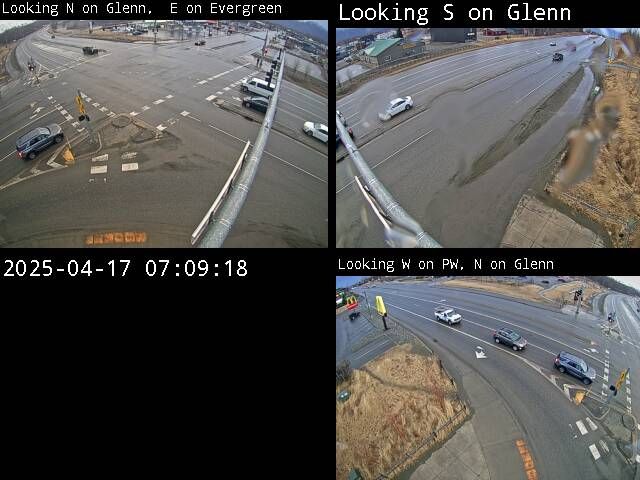 Looking N on Glenn, E on Evergreen
Looking S on Glenn
2025-04-17 07:09:18
Looking W on PW, N on Glenn